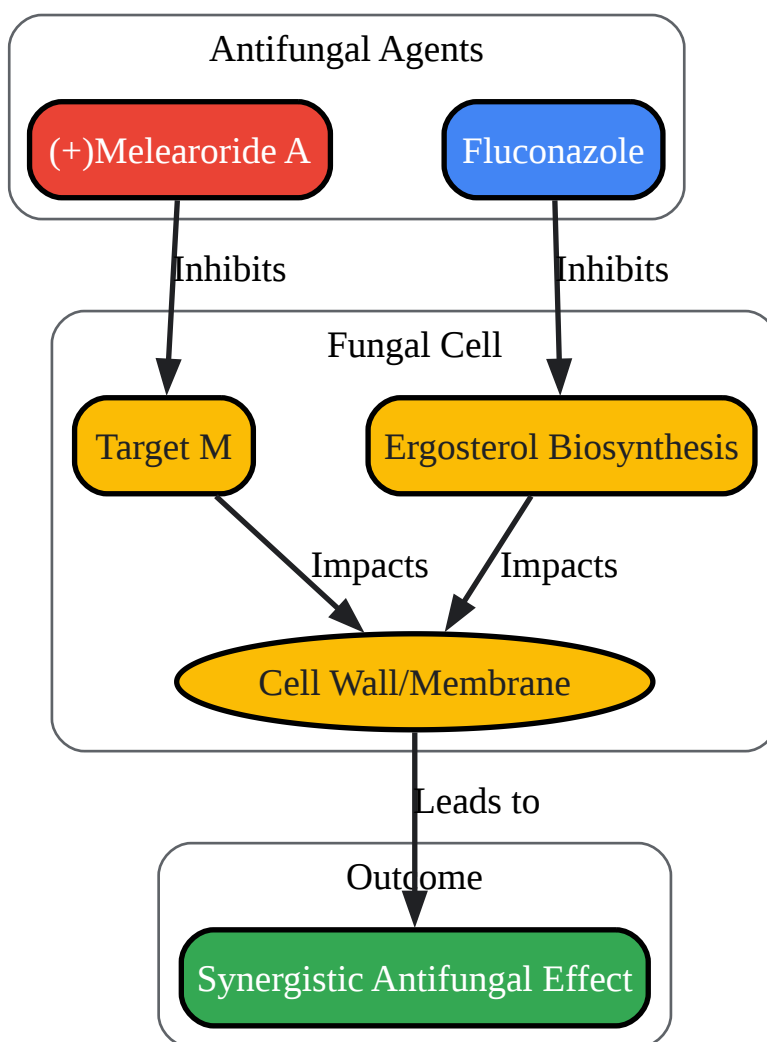 Antifungal Agents
(+)Melearoride A
Fluconazole
Inhibits
Inhibits
Fungal Cell
Target M
Ergosterol Biosynthesis
Impacts
Impacts
Cell Wall/Membrane
Leads to
Outcome
Synergistic Antifungal Effect